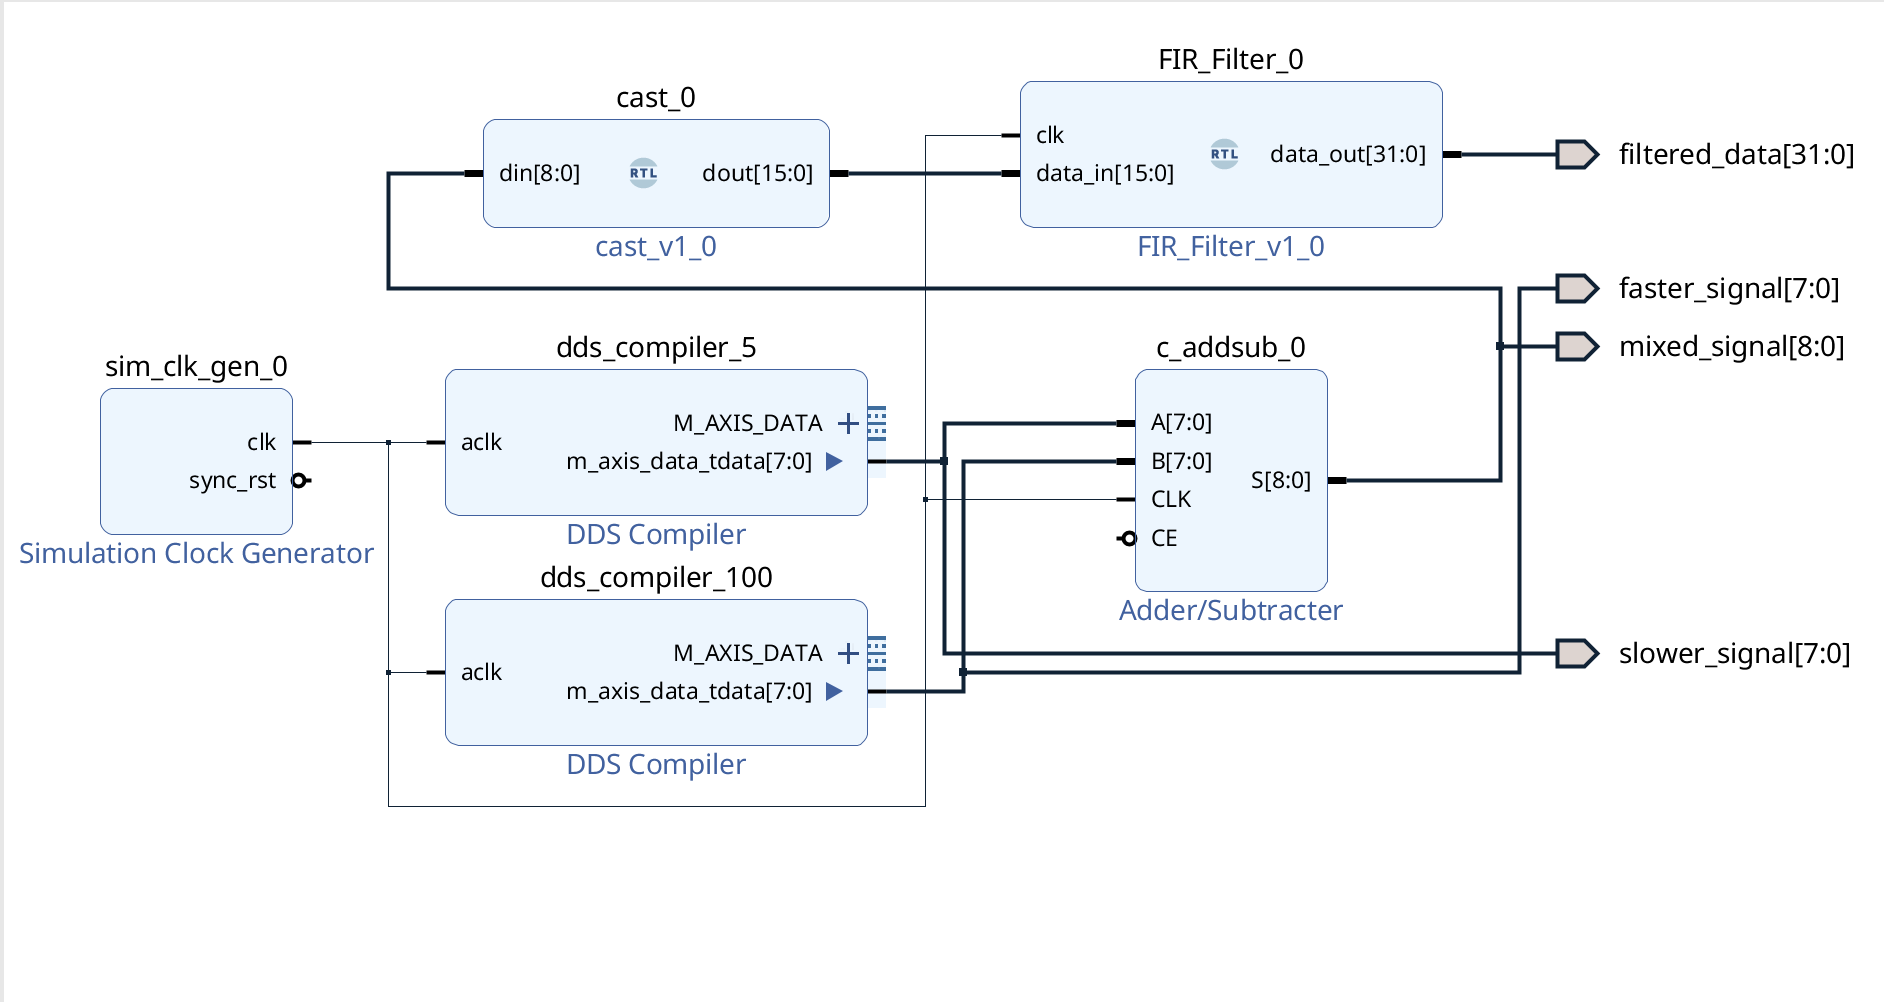 FIR_Filter_0
cast_0
clk
din[8:0]
RTL
dout[15:0]
data_in[15:0]
RTL
data_out[31:0]
filtered_data[31:0]
cast_v1_0
FIR_Filter_v1_0
faster_signal[7:0]
mixed_signal[8:0]
sim_clk_gen_0
dds_compiler_5
c_addsub_0
clk
sync_rst
Simulation Clock Generator
aclk
M_AXIS_DATA
m_axis_data_tdata[7:0]
DDS Compiler
A[7:0]
B[7:0]
CLK
CE
S[8:0]
Adder/Subtracter
dds_compiler_100
aclk
M_AXIS_DATA
m_axis_data_tdata[7:0]
DDS Compiler
slower_signal[7:0]